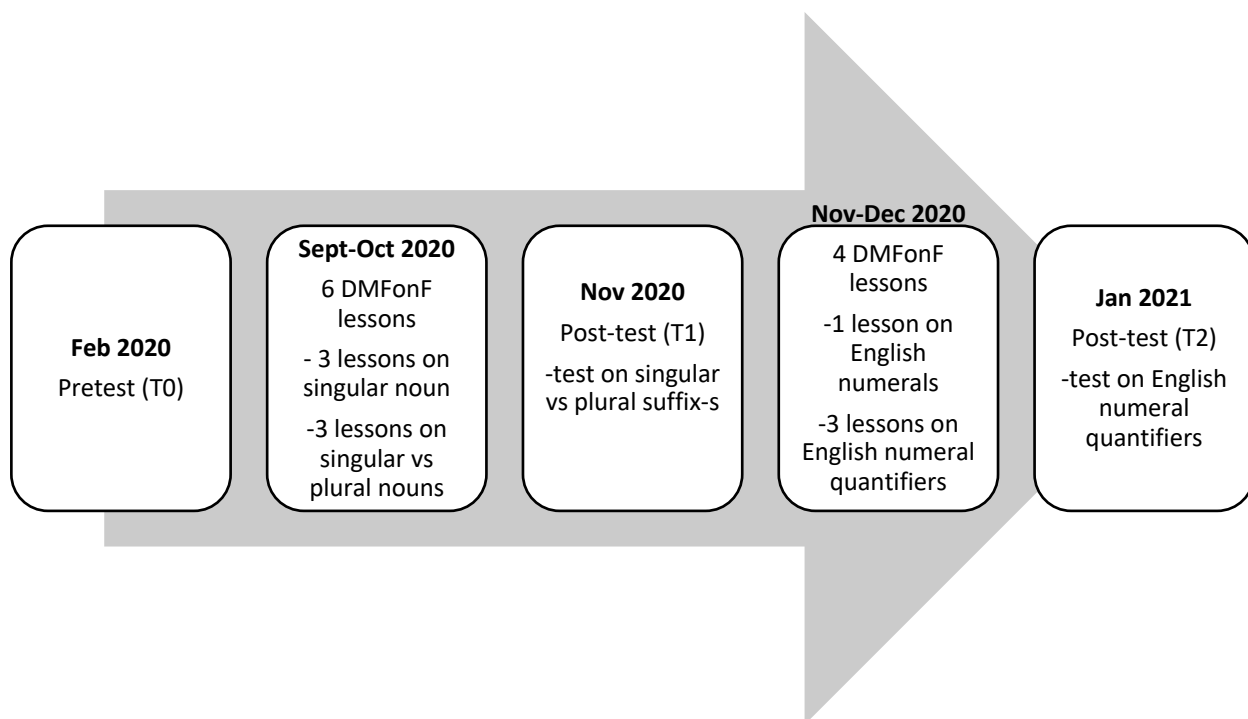 Feb 2020
Pretest (T0)
Sept-Oct 2020
6 DMFonF
lessons
- 3 lessons on
singular noun
-3 lessons on
singular vs
plural nouns
Nov 2020
Post-test (T1)
-test on singular
vs plural suffix-s
Nov-Dec 2020
4 DMFonF
lessons
-1 lesson on
English
numerals
-3 lessons on
English numeral
quantifiers
Jan 2021
Post-test (T2)
-test on English
numeral
quantifiers